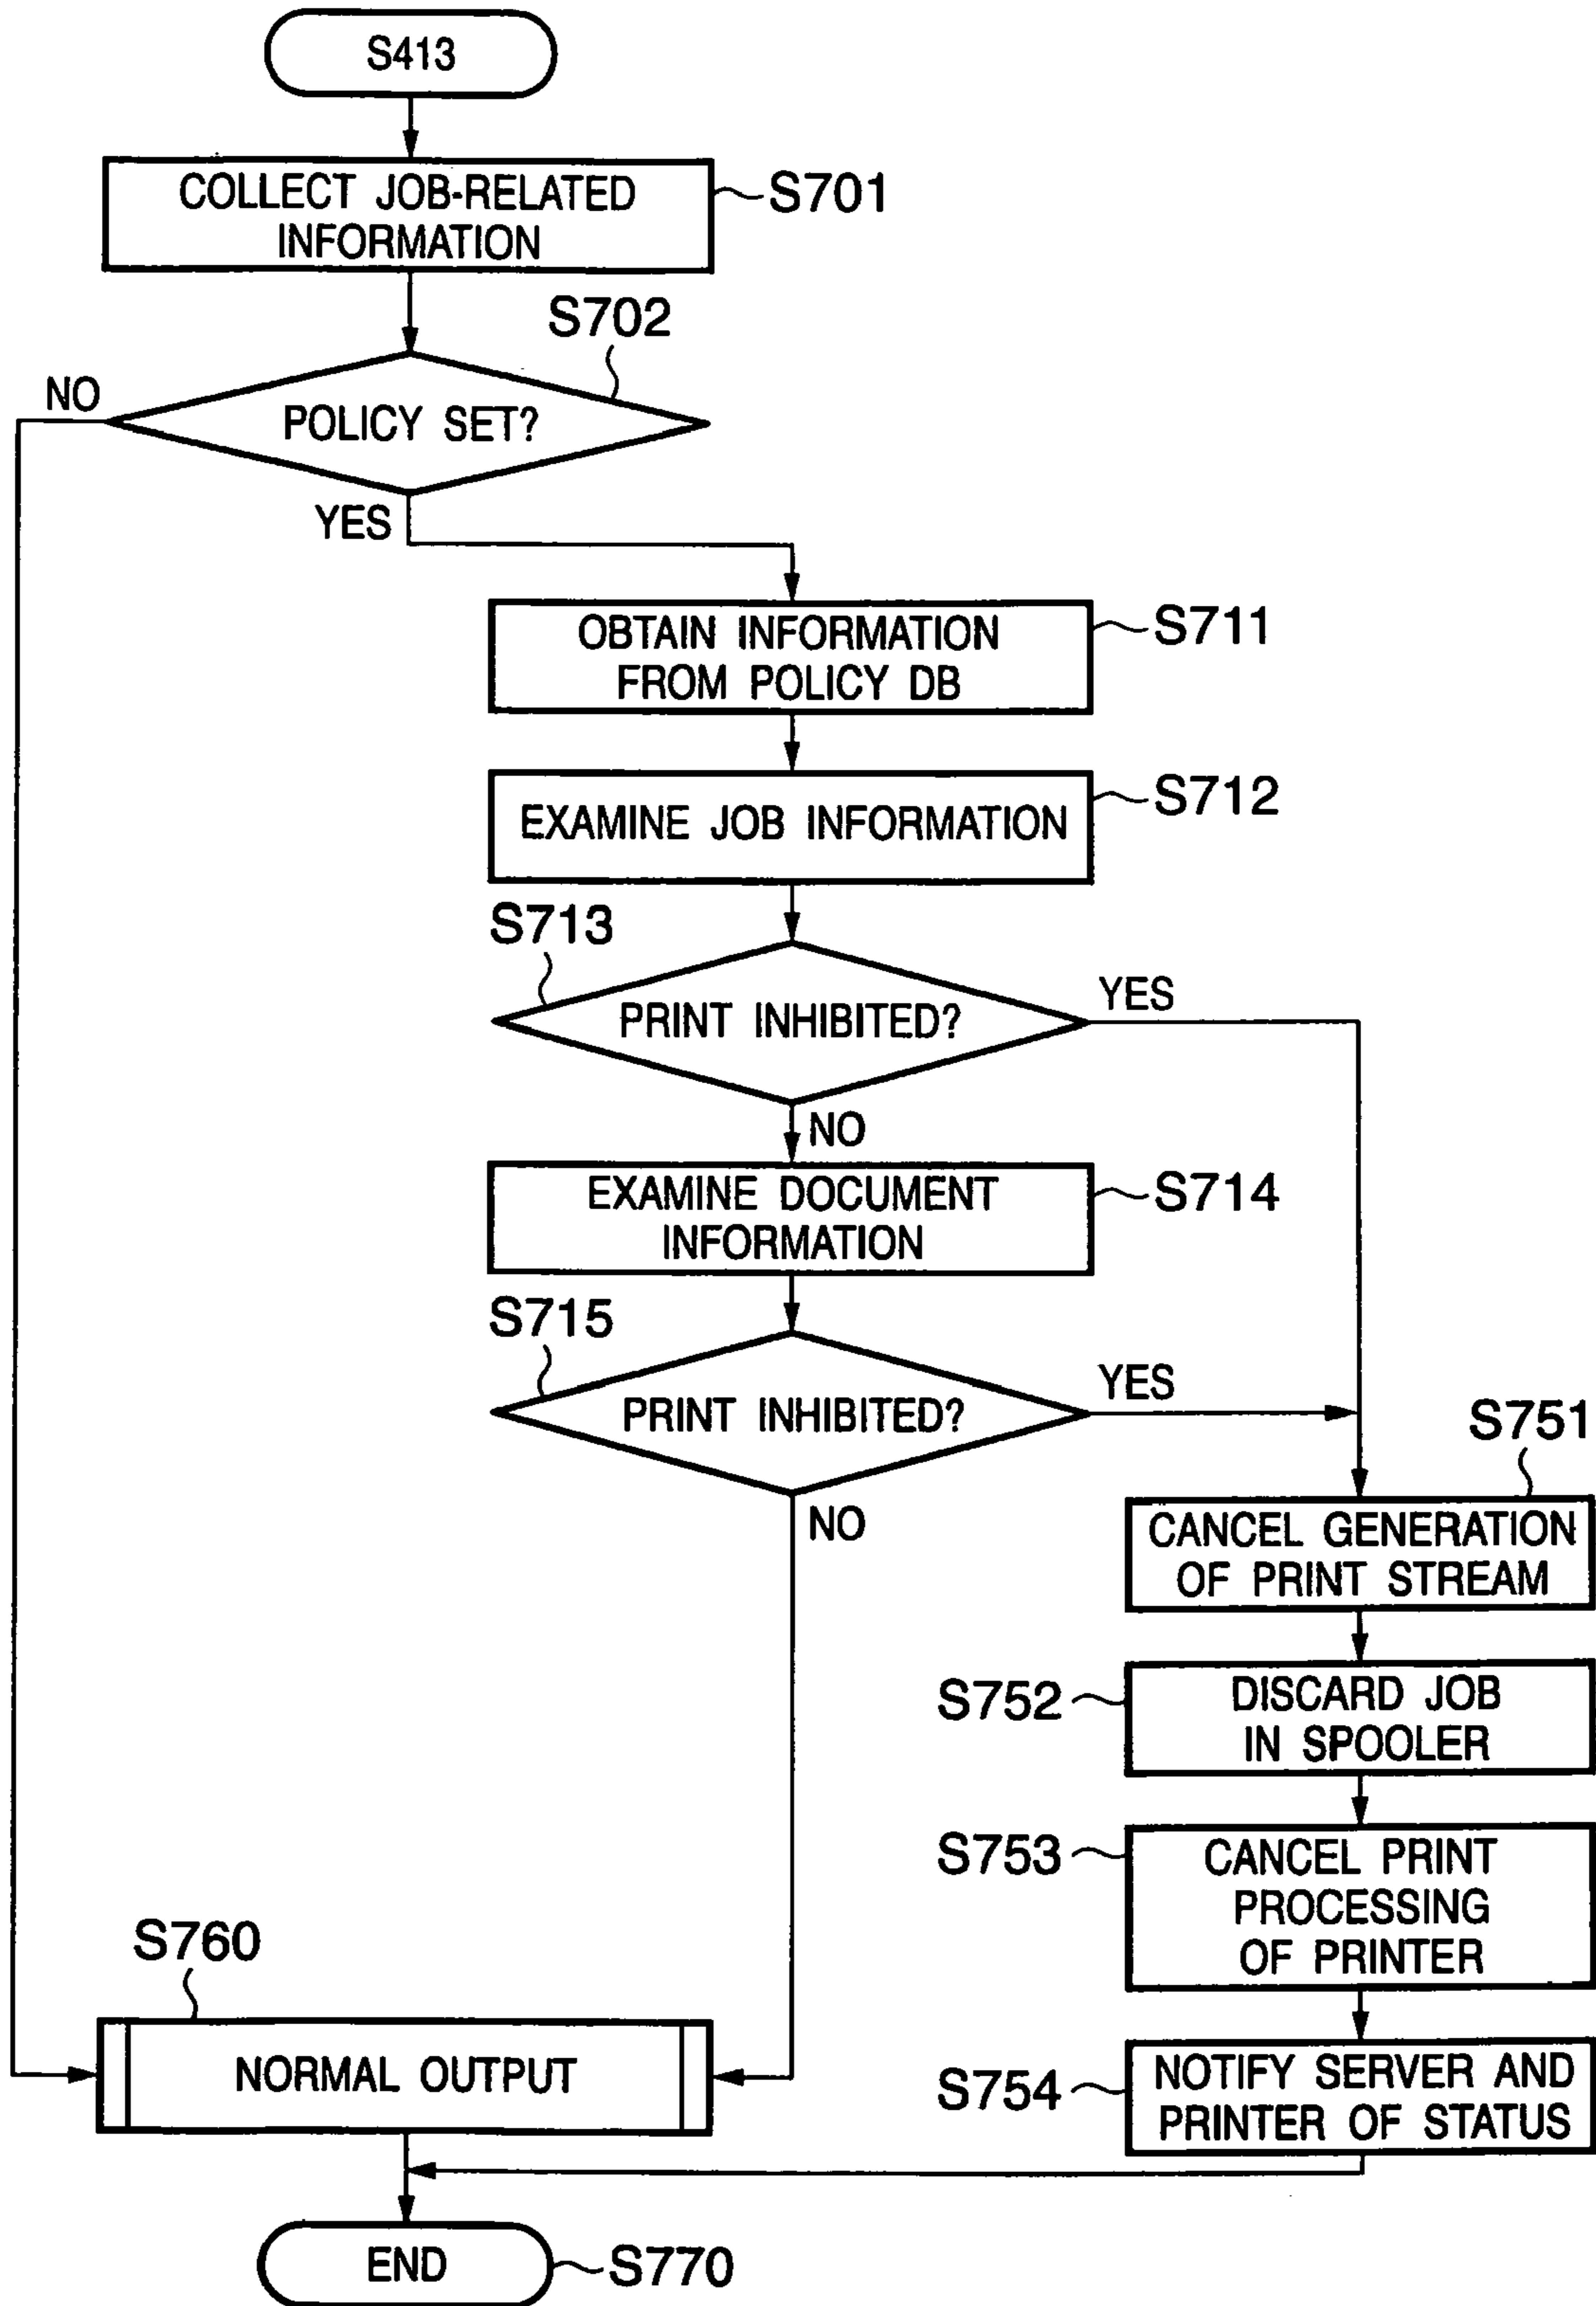 S413
COLLECT JOB-RELATED
INFORMATION
S701
S702
NO
POLICY SET?
YES
OBTAIN INFORMATION
FROM POLICY DB
S711
EXAMINE JOB INFORMATION
S712
S713
PRINT INHIBITED?
YES
NO
EXAMINE DOCUMENT
INFORMATION
S714
S715
PRINT INHIBITED?
YES
NO
S751
CANCEL GENERATION
OF PRINT STREAM
S752
DISCARD JOB
IN SPOOLER
S753
CANCEL PRINT
PROCESSING
OF PRINTER
S760
NORMAL OUTPUT
S754
NOTIFY SERVER AND
PRINTER OF STATUS
END
S770